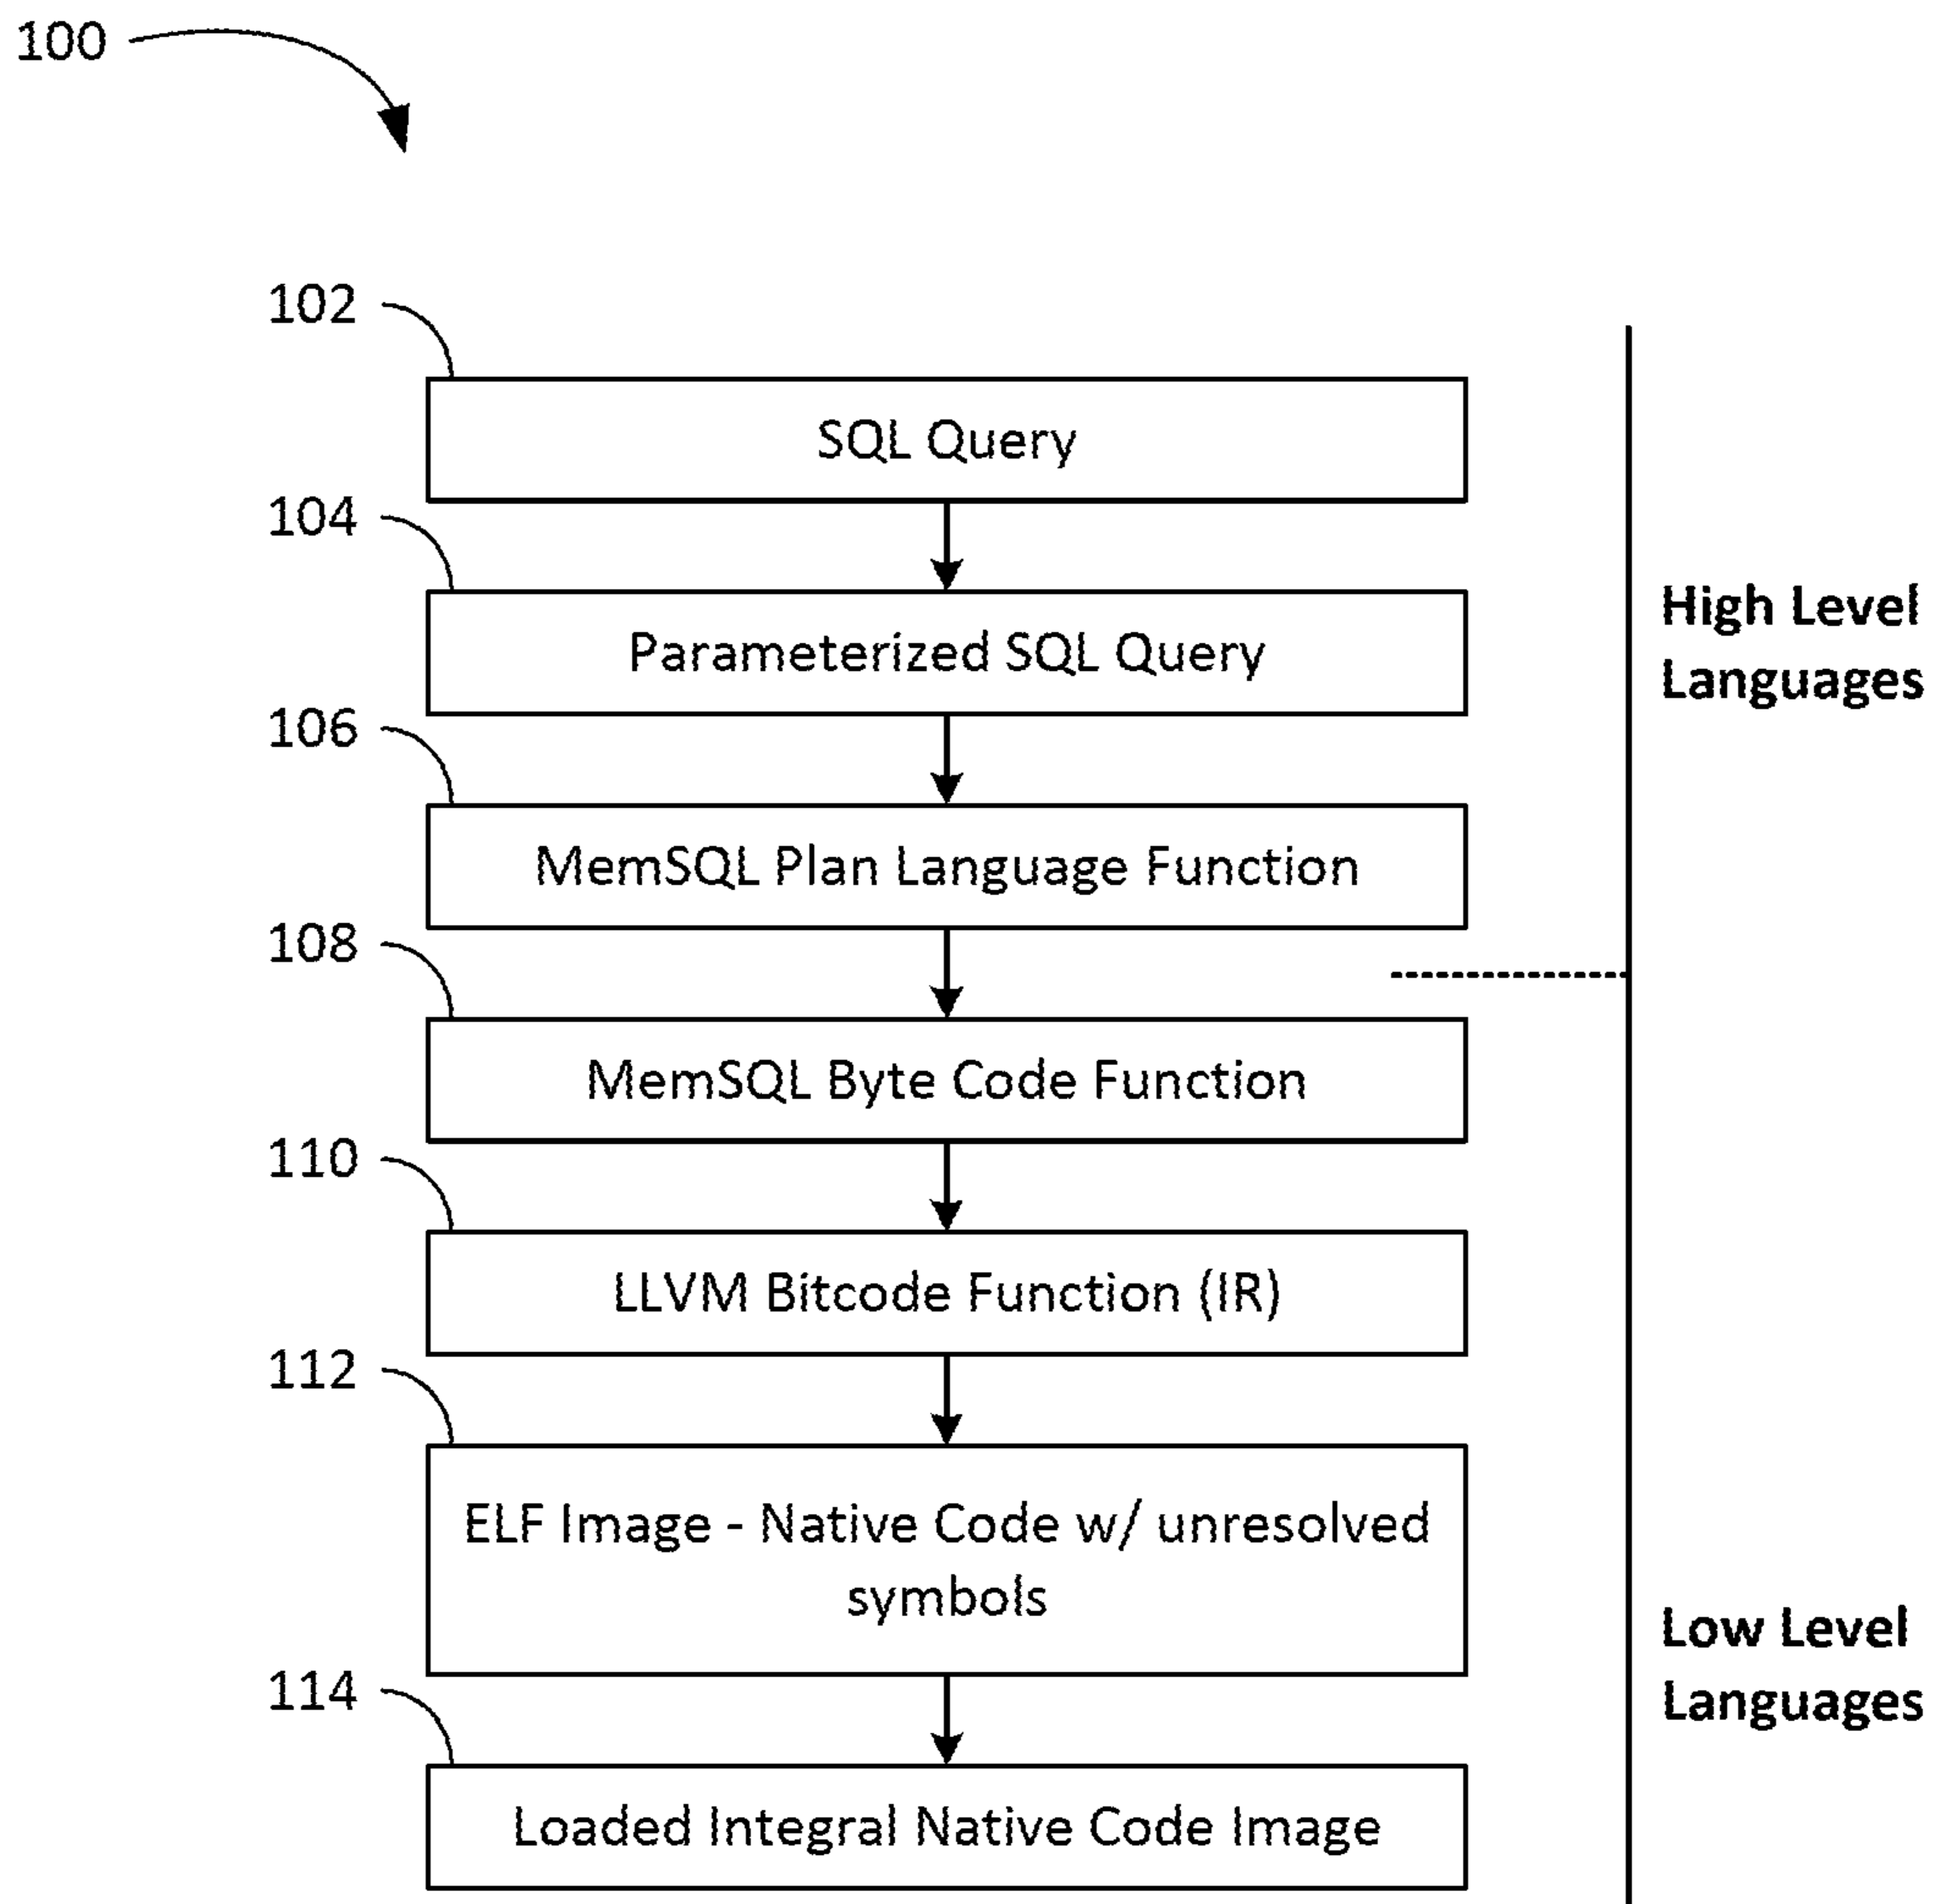 100
102
SQL Query
104
Parameterized SQL Query
High Level
Languages
106
MemSQL Plan Language Function
108
MemSQL Byte Code Function
110
LLVM Bitcode Function (IR)
112
ELF Image - Native Code w/ unresolved
symbols
Low Level
Languages
114
Loaded Integral Native Code Image